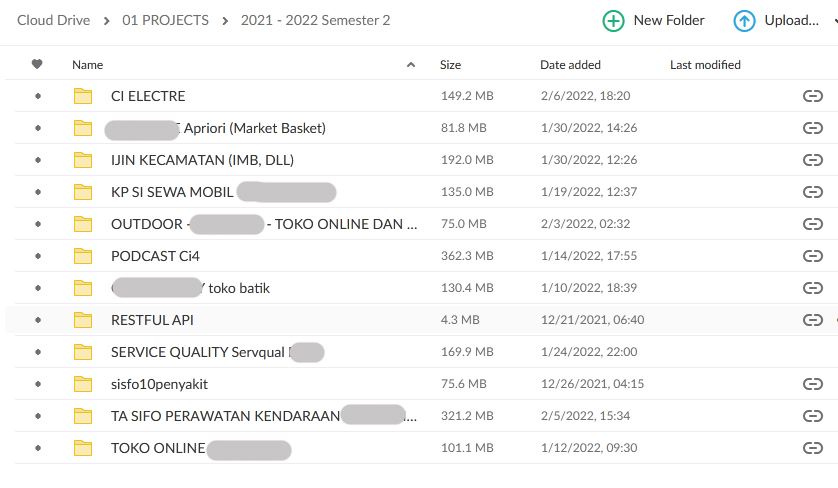 Cloud Drive > 01 PROJECTS > 2021 - 2022 Semester 2 New Folder Upload...
Name Size Date added Last modified
CI ELECTRE 149.2 MB 2/6/2022, 18:20
Apriori (Market Basket) 81.8 MB 1/30/2022, 14:26
IJIN KECAMATAN (IMB, DLL) 192.0 MB 1/30/2022, 12:26
KP SI SEWA MOBIL 135.0 MB 1/19/2022, 12:37
OUTDOOR - - TOKO ONLINE DAN ... 75.0 MB 2/3/2022, 02:32
PODCAST Ci4 362.3 MB 1/14/2022, 17:55
toko batik 130.4 MB 1/10/2022, 18:39
RESTFUL API 4.3 MB 12/21/2021, 06:40
SERVICE QUALITY Servqual 169.9 MB 1/24/2022, 22:00
sisfo10penyakit 75.6 MB 12/26/2021, 04:15
TA SIFO PERAWATAN KENDARAAN ... 321.2 MB 2/5/2022, 15:34
TOKO ONLINE 101.1 MB 1/12/2022, 09:30